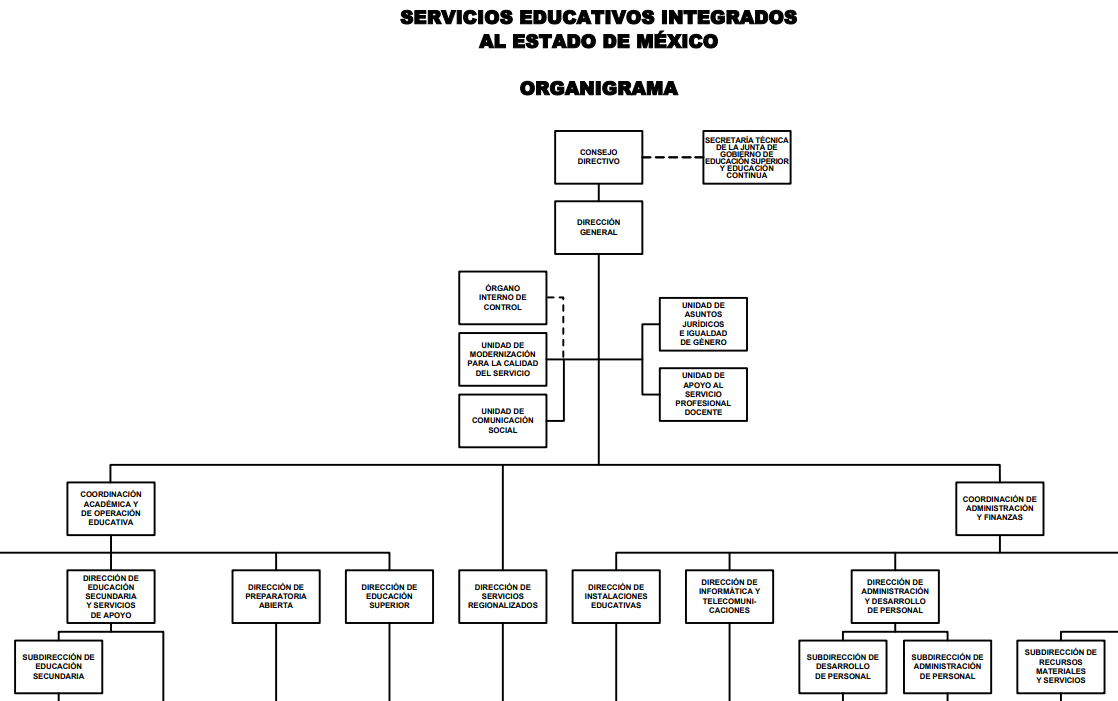 SERVICIOS EDUCATIVOS INTEGRADOS
AL ESTADO DE MÉXICO
ORGANIGRAMA
CONSEJO
DIRECTIVO
SECRETARÍA TÉCNICA
DE LA JUNTA DE
GOBIERNO DE
EDUCACIÓN SUPERIOR
Y EDUCACIÓN
CONTINUA
DIRECCIÓN
GENERAL
ÓRGANO
INTERNO DE
CONTROL
UNIDAD DE
ASUNTOS
JURÍDICOS
E IGUALDAD
DE GÉNERO
UNIDAD DE
MODERNIZACIÓN
PARA LA CALIDAD
DEL SERVICIO
UNIDAD DE
APOYO AL
SERVICIO
PROFESIONAL
DOCENTE
UNIDAD DE
COMUNICACIÓN
SOCIAL
COORDINACIÓN
ACADÉMICA Y
DE OPERACIÓN
EDUCATIVA
COORDINACIÓN DE
ADMINISTRACIÓN
Y FINANZAS
DIRECCIÓN DE
EDUCACIÓN
SECUNDARIA
Y SERVICIOS
DE APOYO
DIRECCIÓN DE
PREPARATORIA
ABIERTA
DIRECCIÓN DE
EDUCACIÓN
SUPERIOR
DIRECCIÓN DE
SERVICIOS
REGIONALIZADOS
DIRECCIÓN DE
INSTALACIONES
EDUCATIVAS
DIRECCIÓN DE
INFORMÁTICA Y
TELECOMUNI-
CACIONES
DIRECCIÓN DE
ADMINISTRACIÓN
Y DESARROLLO
DE PERSONAL
SUBDIRECCIÓN DE
EDUCACIÓN
SECUNDARIA
SUBDIRECCIÓN DE
DESARROLLO
DE PERSONAL
SUBDIRECCIÓN DE
ADMINISTRACIÓN
DE PERSONAL
SUBDIRECCIÓN DE
RECURSOS
MATERIALES
Y SERVICIOS